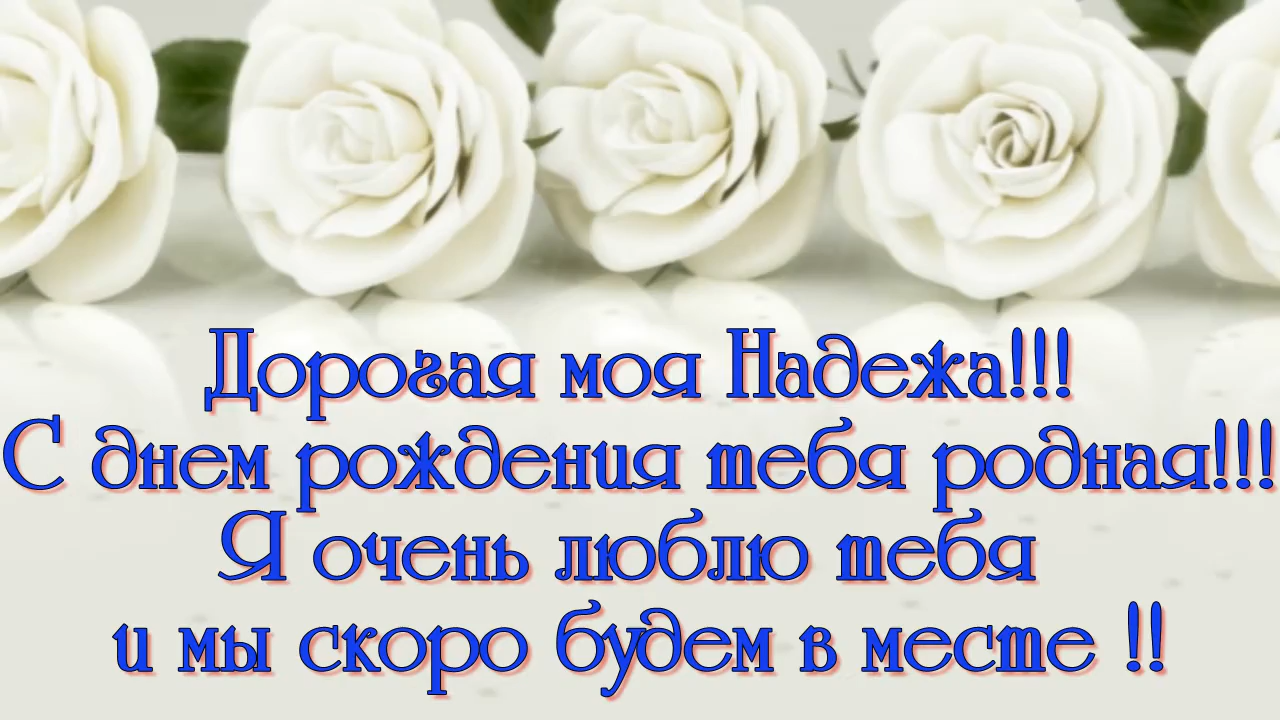 Дорогая моя Надежа!!!
С днем рождения тебя родная!!!
Я очень люблю тебя
и мы скоро будем в месте !!